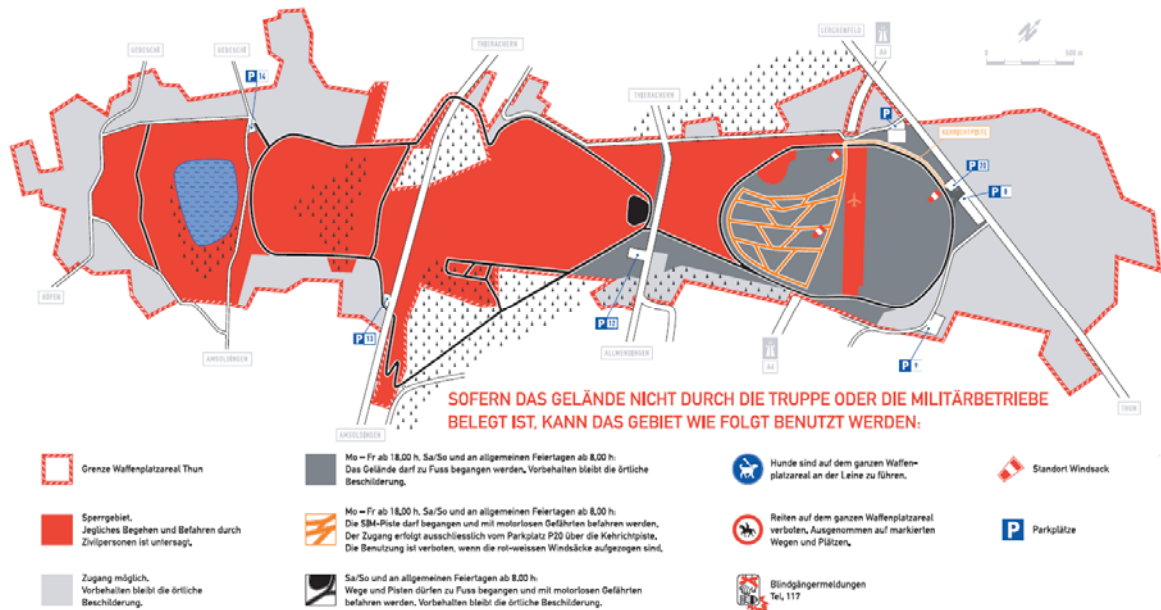 UEBESCHI
UEBESCHI
P 14
THIERACHERN
THIERACHERN
LERCHENFELD
A6
0 500 m
P
KEHRICHTPISTE
P 20
P 8
HÖFEN
AMSOLDINGEN
P 13
AMSOLDINGEN
P 12
ALLMENDINGEN
A6
P 9
THUN
SOFERN DAS GELÄNDE NICHT DURCH DIE TRUPPE ODER DIE MILITÄRBETRIEBE
BELEGT IST, KANN DAS GEBIET WIE FOLGT BENUTZT WERDEN:
Grenze Waffenplatzareal Thun
Sperrgebiet.
Jegliches Begehen und Befahren durch
Zivilpersonen ist untersagt.
Zugang möglich.
Vorbehalten bleibt die örtliche
Beschilderung.
Mo – Fr ab 18.00 h. Sa/So und an allgemeinen Feiertagen ab 8.00 h:
Das Gelände darf zu Fuss begangen werden. Vorbehalten bleibt die örtliche
Beschilderung.
Mo – Fr ab 18.00 h. Sa/So und an allgemeinen Feiertagen ab 8.00 h:
Die SIM-Piste darf begangen und mit motorlosen Gefährten befahren werden.
Der Zugang erfolgt ausschliesslich vom Parkplatz P20 über die Kehrichtpiste.
Die Benutzung ist verboten, wenn die rot-weissen Windsäcke aufgezogen sind.
Sa/So und an allgemeinen Feiertagen ab 8.00 h:
Wege und Pisten dürfen zu Fuss begangen und mit motorlosen Gefährten
befahren werden. Vorbehalten bleibt die örtliche Beschilderung.
Hunde sind auf dem ganzen Waffen-
platzareal an der Leine zu führen.
Reiten auf dem ganzen Waffenplatzareal
verboten. Ausgenommen auf markierten
Wegen und Plätzen.
Blindgängermeldungen
Tel. 117
Standort Windsack
P Parkplätze